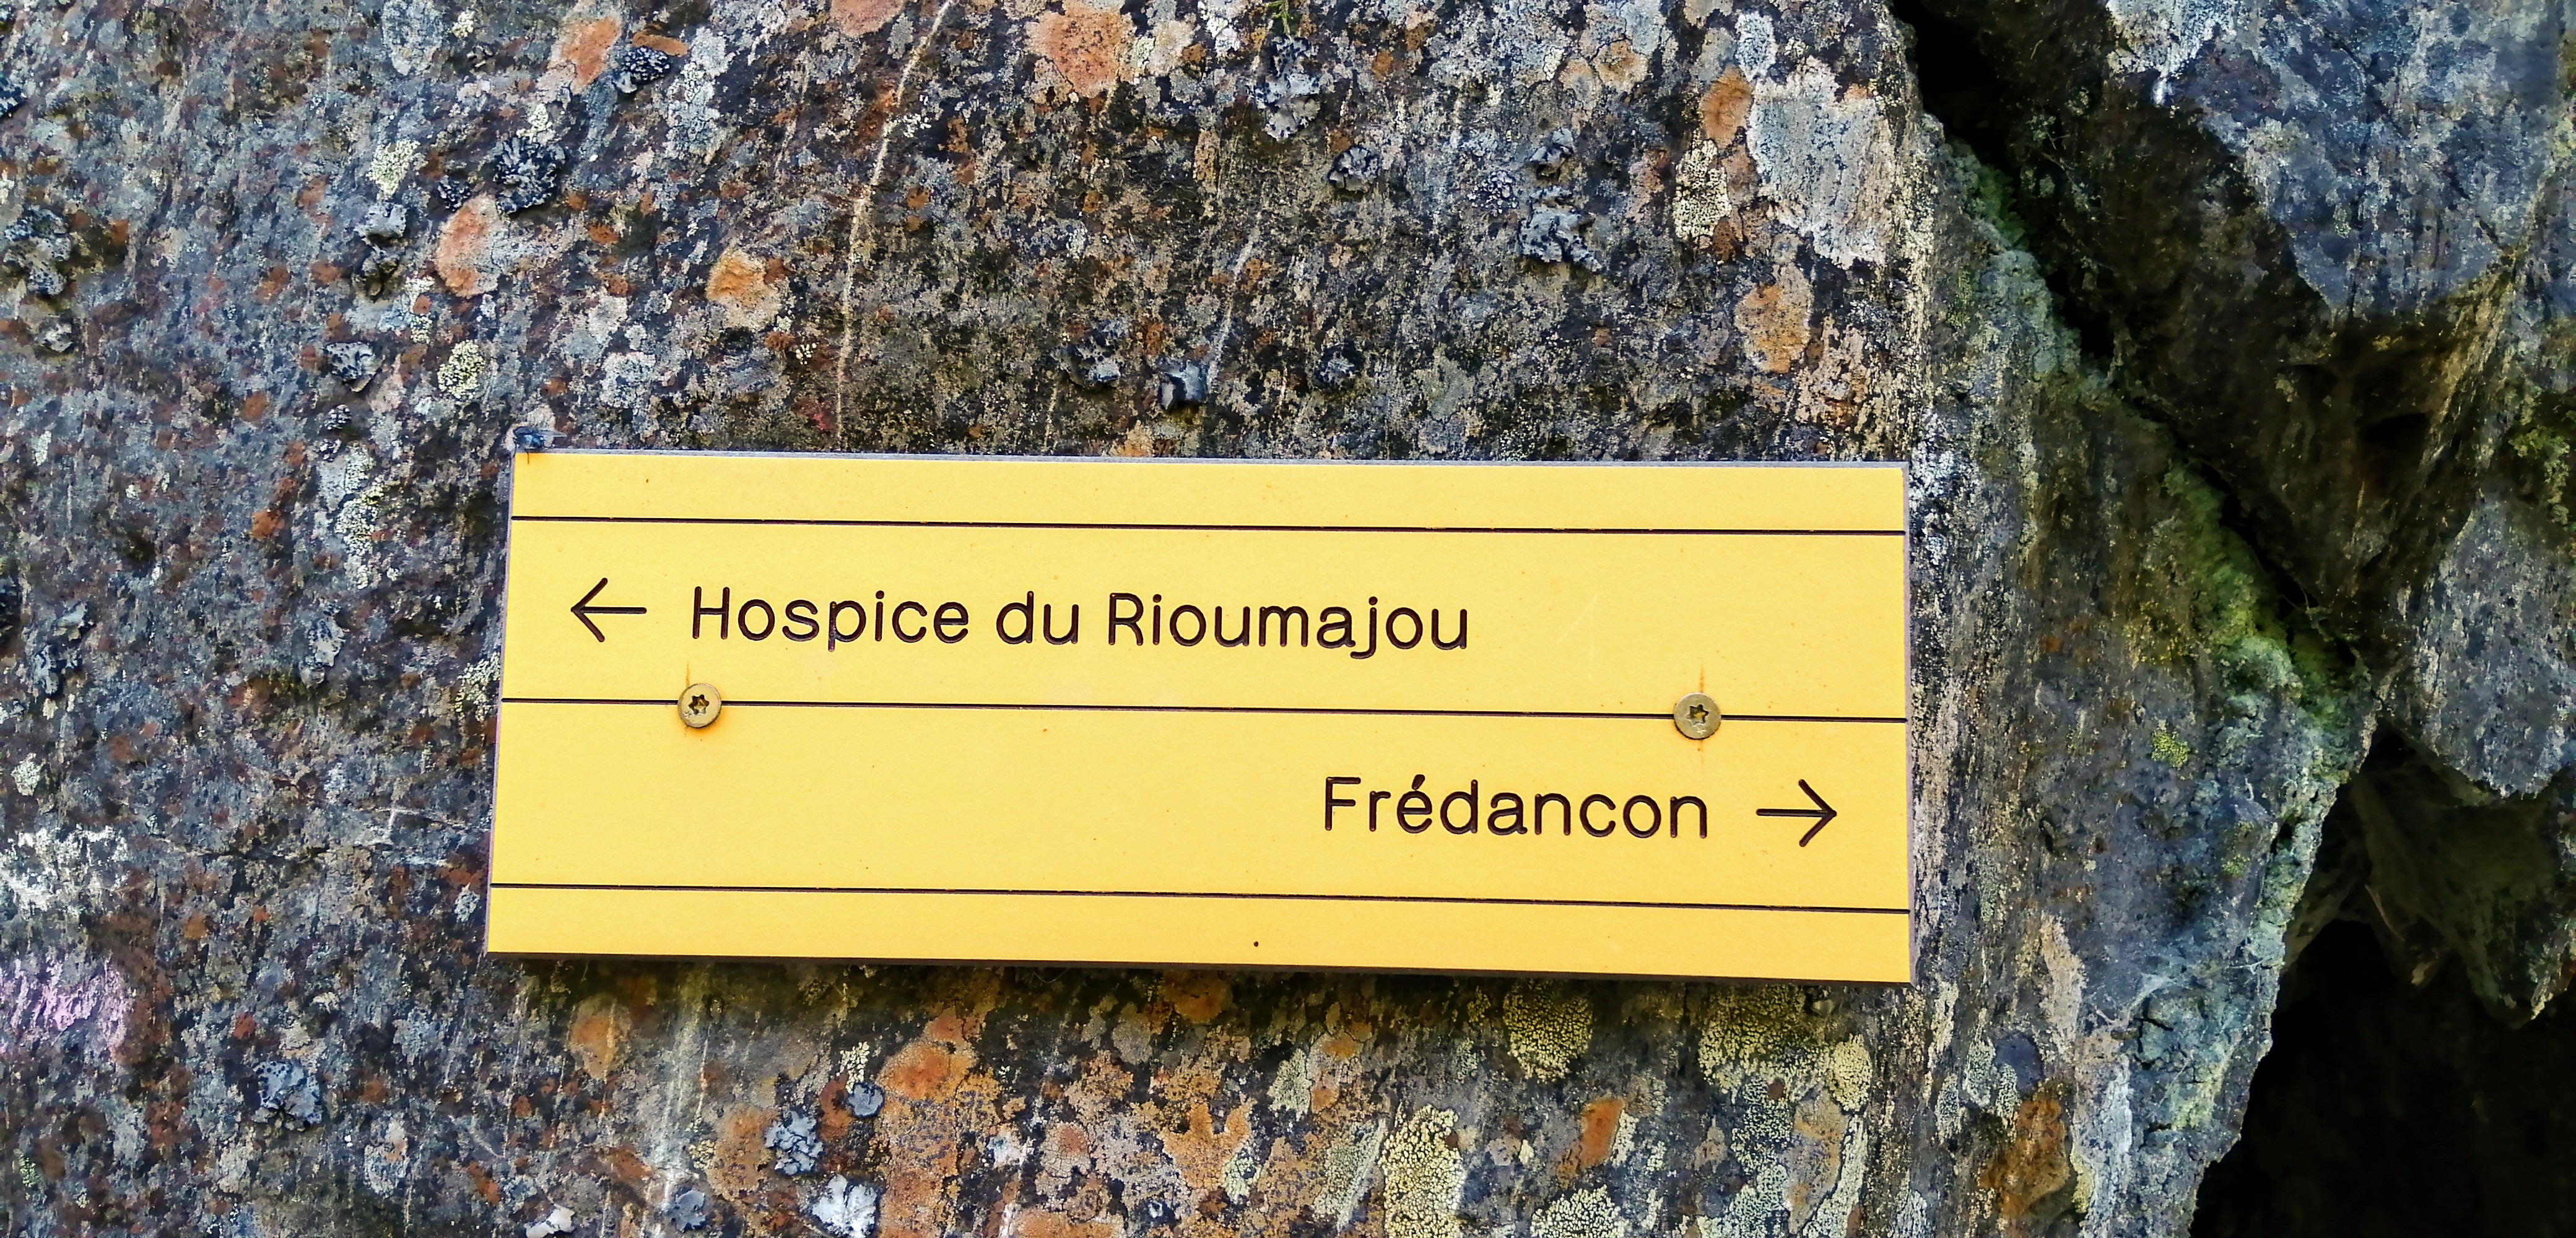 ← Hospice du Rioumajou
Frédancon →